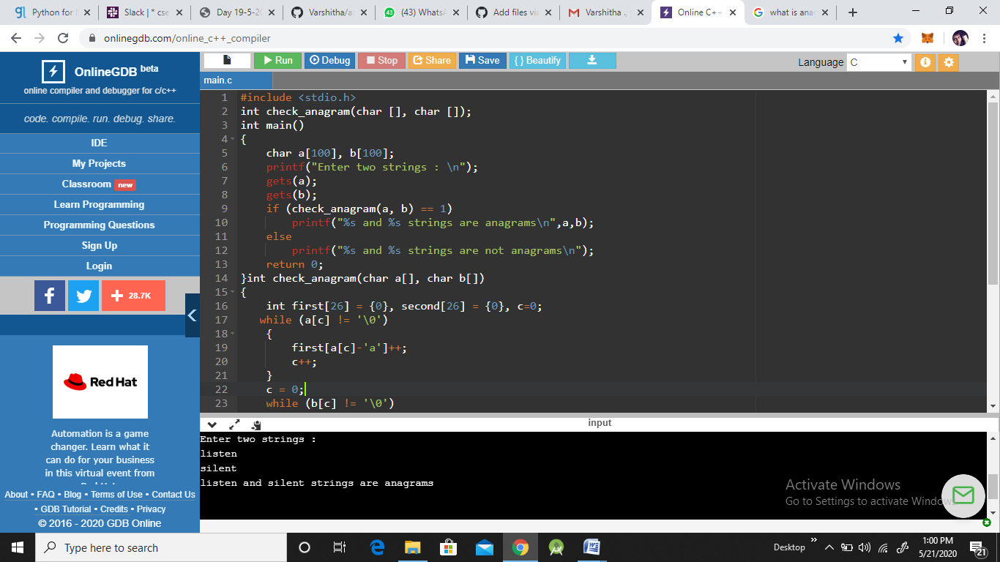 Python for
Slack | * cse
Day 19-5-2
Varshitha/a
(43) WhatsA
Add files via
Varshitha .,
Online C++
what is ana
onlinegdb.com/online_c++_compiler
OnlineGDB beta
online compiler and debugger for c/c++
code. compile. run. debug. share.
IDE
My Projects
Classroom new
Learn Programming
Programming Questions
Sign Up
Login
28.7K
Red Hat
Automation is a game
changer. Learn what it
can do for your business
in this virtual event from
About • FAQ • Blog • Terms of Use • Contact Us
• GDB Tutorial • Credits • Privacy
© 2016 - 2020 GDB Online
Run Debug Stop Share Save { } Beautify
Language C
main.c
1 #include <stdio.h>
2 int check_anagram(char [], char []);
3 int main()
4 {
5 char a[100], b[100];
6 printf("Enter two strings : \n");
7 gets(a);
8 gets(b);
9 if (check_anagram(a, b) == 1)
10 printf("%s and %s strings are anagrams\n",a,b);
11 else
12 printf("%s and %s strings are not anagrams\n");
13 return 0;
14 }int check_anagram(char a[], char b[])
15 {
16 int first[26] = {0}, second[26] = {0}, c=0;
17 while (a[c] != '\0')
18 {
19 first[a[c]-'a']++;
20 c++;
21 }
22 c = 0;
23 while (b[c] != '\0')
input
Enter two strings :
listen
silent
listen and silent strings are anagrams
Activate Windows
Go to Settings to activate Windows.
Type here to search
Desktop
1:00 PM
5/21/2020
21